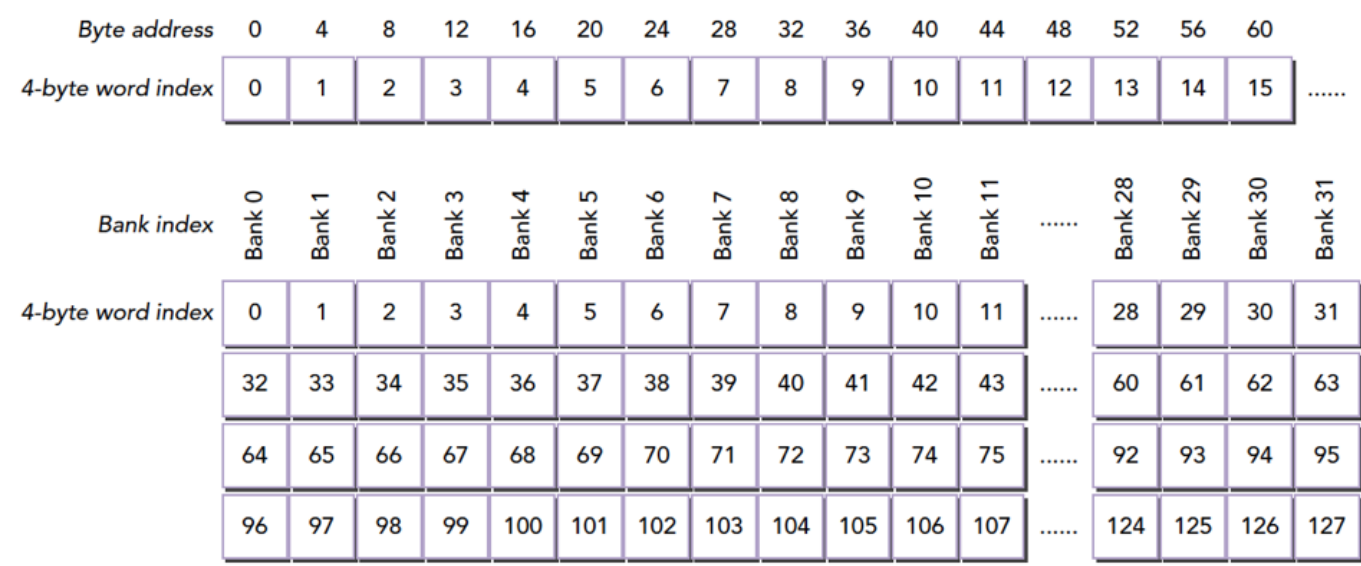 Byte address 0 4 8 12 16 20 24 28 32 36 40 44 48 52 56 60
4-byte word index 0 1 2 3 4 5 6 7 8 9 10 11 12 13 14 15 ......
Bank index Bank 0 Bank 1 Bank 2 Bank 3 Bank 4 Bank 5 Bank 6 Bank 7 Bank 8 Bank 9 Bank 10 Bank 11 ...... Bank 28 Bank 29 Bank 30 Bank 31
4-byte word index 0 1 2 3 4 5 6 7 8 9 10 11 ...... 28 29 30 31
32 33 34 35 36 37 38 39 40 41 42 43 ...... 60 61 62 63
64 65 66 67 68 69 70 71 72 73 74 75 ...... 92 93 94 95
96 97 98 99 100 101 102 103 104 105 106 107 ...... 124 125 126 127